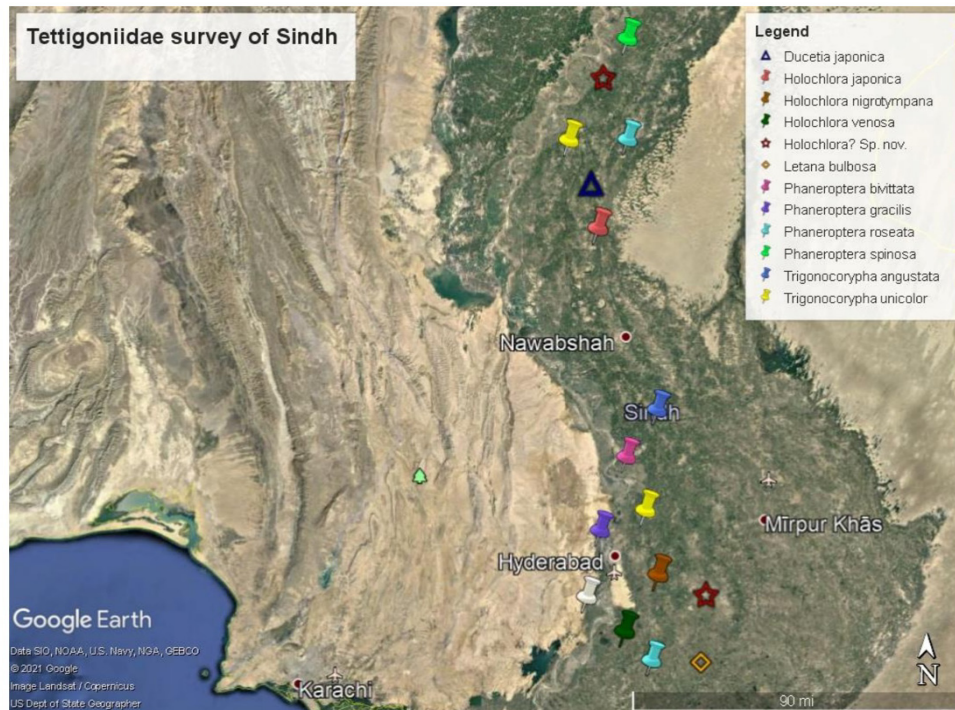 Tettigoniidae survey of Sindh
Legend
Ducetia japonica
Holochlora japonica
Holochlora nigrotympana
Holochlora venosa
Holochlora? Sp. nov.
Letana bulbosa
Phaneroptera bivittata
Phaneroptera gracilis
Phaneroptera roseata
Phaneroptera spinosa
Trigonocorypha angustata
Trigonocorypha unicolor
Nawabshah
Sindh
Mīrpur Khās
Hyderabad
Google Earth
Data SIO, NOAA, U.S. Navy, NGA, GEBCO
© 2021 Google
Image Landsat / Copernicus
US Dept of State Geographer
Karachi
N
90 mi